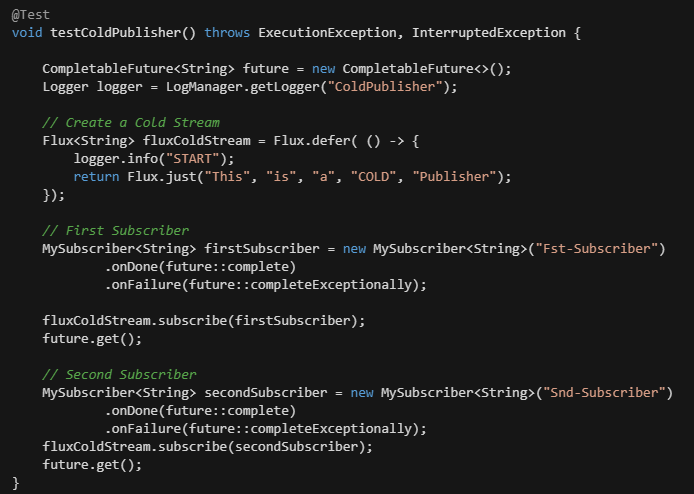 @Test
void testColdPublisher() throws ExecutionException, InterruptedException {
    CompletableFuture<String> future = new CompletableFuture<>();
    Logger logger = LogManager.getLogger("ColdPublisher");
    // Create a Cold Stream
    Flux<String> fluxColdStream = Flux.defer( () -> {
        logger.info("START");
        return Flux.just("This", "is", "a", "COLD", "Publisher");
    });
    // First Subscriber
    MySubscriber<String> firstSubscriber = new MySubscriber<String>("Fst-Subscriber")
            .onDone(future::complete)
            .onFailure(future::completeExceptionally);
    fluxColdStream.subscribe(firstSubscriber);
    future.get();
    // Second Subscriber
    MySubscriber<String> secondSubscriber = new MySubscriber<String>("Snd-Subscriber")
            .onDone(future::complete)
            .onFailure(future::completeExceptionally);
    fluxColdStream.subscribe(secondSubscriber);
    future.get();
}